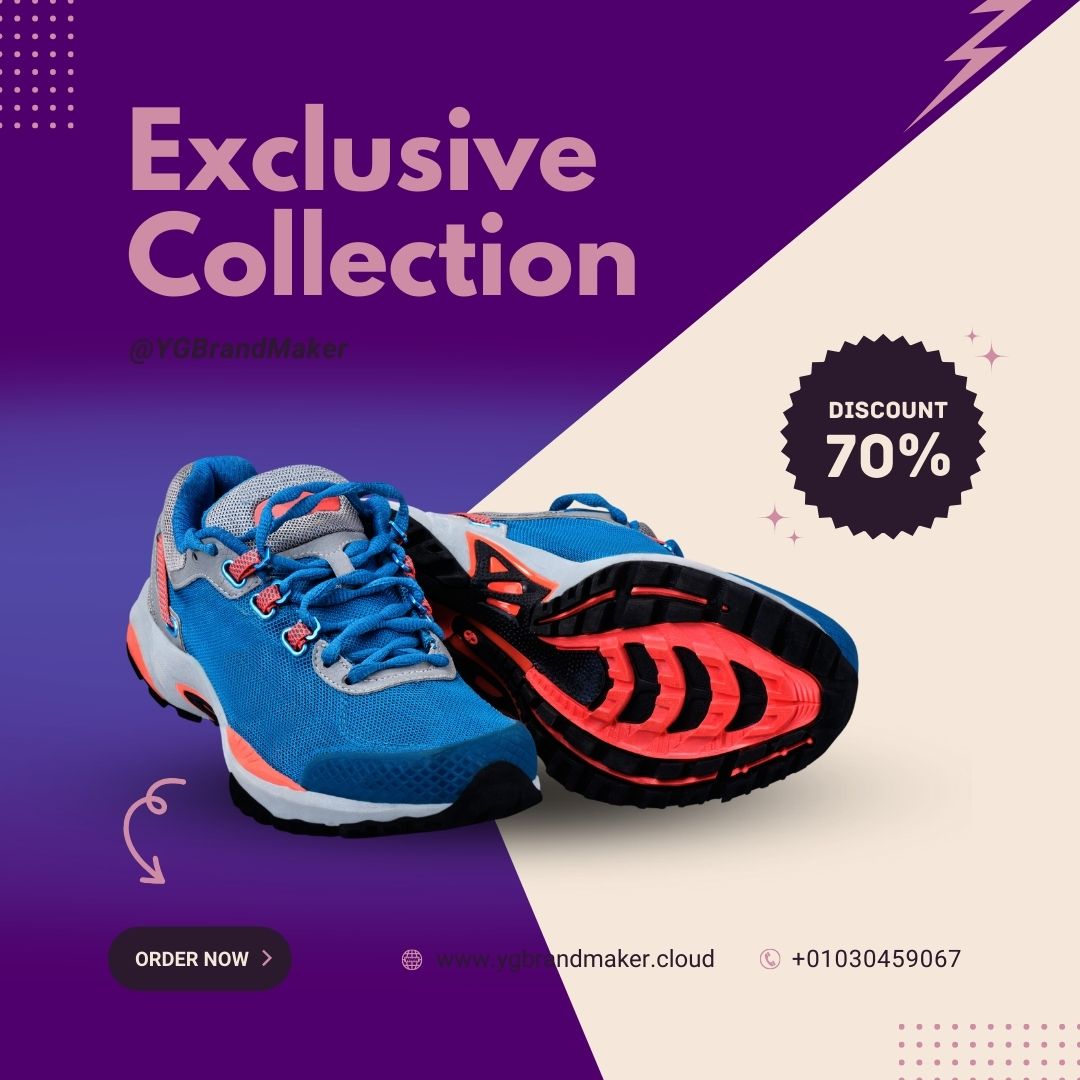 Exclusive
Collection
@YGBrandMaker
DISCOUNT
70%
ORDER NOW
www.ygbrandmaker.cloud
+01030459067